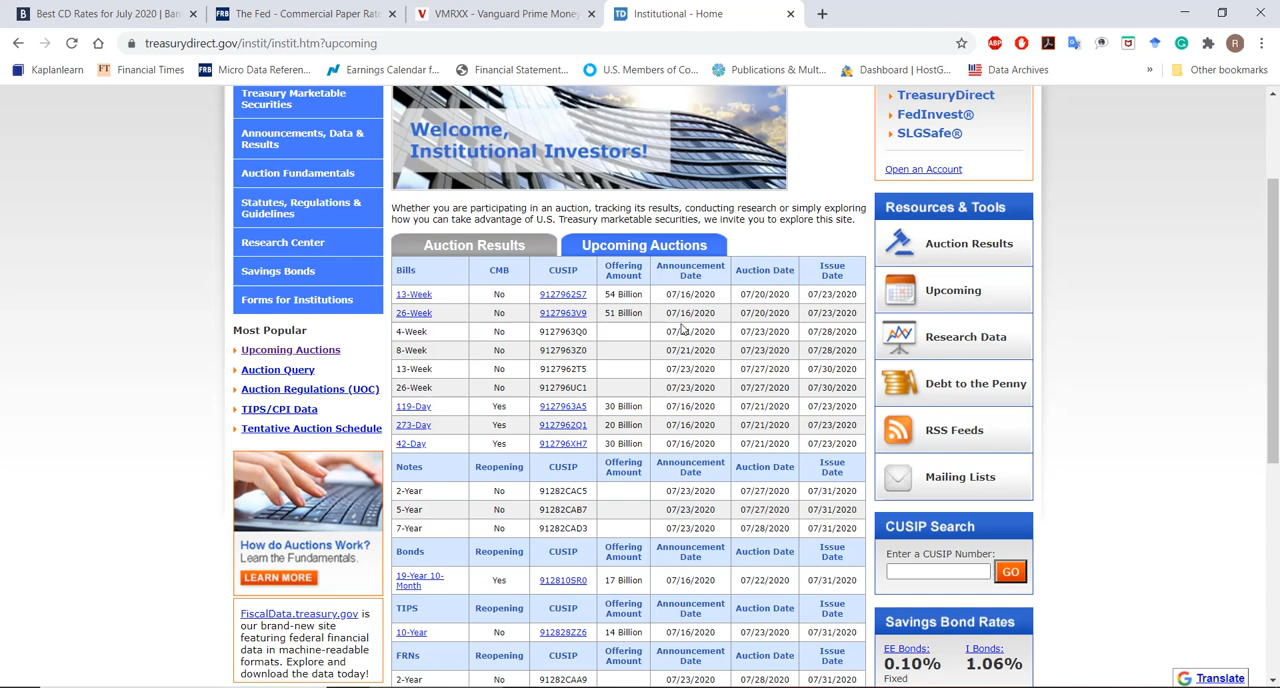 Best CD Rates for July 2020 | Ban
The Fed - Commercial Paper Rate
VMRXX - Vanguard Prime Money
Institutional - Home
treasurydirect.gov/instit/instit.htm?upcoming
Kaplanlearn
Financial Times
Micro Data Referen...
Earnings Calendar f...
Financial Statement...
U.S. Members of Co...
Publications & Mult...
Dashboard | HostG...
Data Archives
Other bookmarks
Treasury Marketable
Securities
Announcements, Data &
Results
Auction Fundamentals
Statutes, Regulations &
Guidelines
Research Center
Savings Bonds
Forms for Institutions
Most Popular
Upcoming Auctions
Auction Query
Auction Regulations (UOC)
TIPS/CPI Data
Tentative Auction Schedule
How do Auctions Work?
Learn the Fundamentals.
LEARN MORE
FiscalData.treasury.gov is
our brand-new site
featuring federal financial
data in machine-readable
formats. Explore and
download the data today!
Welcome,
Institutional Investors!
Whether you are participating in an auction, tracking its results, conducting research or simply exploring
how you can take advantage of U.S. Treasury marketable securities, we invite you to explore this site.
Auction Results Upcoming Auctions
Bills CMB CUSIP Offering Amount Announcement Date Auction Date Issue Date
13-Week No 9127962S7 54 Billion 07/16/2020 07/20/2020 07/23/2020
26-Week No 9127963V9 51 Billion 07/16/2020 07/20/2020 07/23/2020
4-Week No 9127963Q0 /2020 07/23/2020 07/28/2020
8-Week No 9127963Z0 07/21/2020 07/23/2020 07/28/2020
13-Week No 9127962T5 07/23/2020 07/27/2020 07/30/2020
26-Week No 912796UC1 07/23/2020 07/27/2020 07/30/2020
119-Day Yes 9127963A5 30 Billion 07/16/2020 07/21/2020 07/23/2020
273-Day Yes 9127962Q1 20 Billion 07/16/2020 07/21/2020 07/23/2020
42-Day Yes 912796XH7 30 Billion 07/16/2020 07/21/2020 07/23/2020
Notes Reopening CUSIP Offering Amount Announcement Date Auction Date Issue Date
2-Year No 91282CAC5 07/23/2020 07/27/2020 07/31/2020
5-Year No 91282CAB7 07/23/2020 07/27/2020 07/31/2020
7-Year No 91282CAD3 07/23/2020 07/28/2020 07/31/2020
Bonds Reopening CUSIP Offering Amount Announcement Date Auction Date Issue Date
19-Year 10-Month Yes 912810SR0 17 Billion 07/16/2020 07/22/2020 07/31/2020
TIPS Reopening CUSIP Offering Amount Announcement Date Auction Date Issue Date
10-Year No 912828ZZ6 14 Billion 07/16/2020 07/23/2020 07/31/2020
FRNs Reopening CUSIP Offering Amount Announcement Date Auction Date Issue Date
2-Year No 91282CAA9 07/23/2020 07/28/2020 07/31/2020
TreasuryDirect
FedInvest®
SLGSafe®
Open an Account
Resources & Tools
Auction Results
Upcoming
Research Data
Debt to the Penny
RSS Feeds
Mailing Lists
CUSIP Search
Enter a CUSIP Number:
GO
Savings Bond Rates
EE Bonds: I Bonds:
0.10% 1.06%
Fixed
Translate